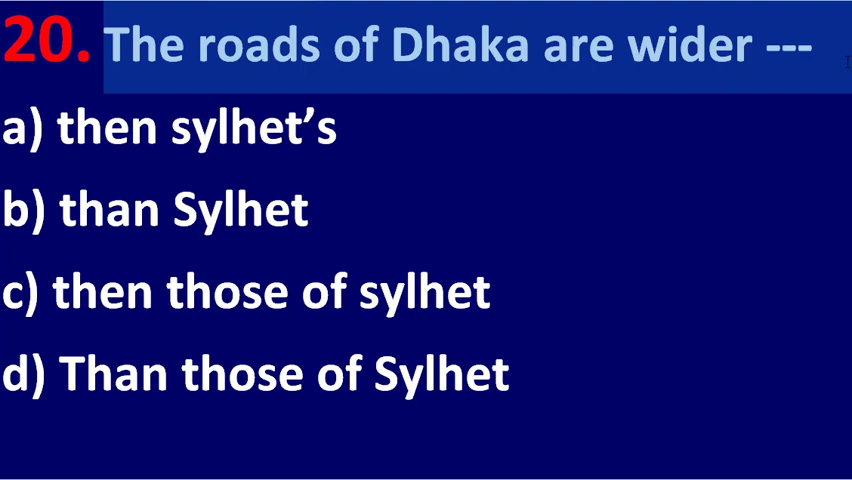 20. The roads of Dhaka are wider ---
a) then sylhet’s
b) than Sylhet
c) then those of sylhet
d) Than those of Sylhet